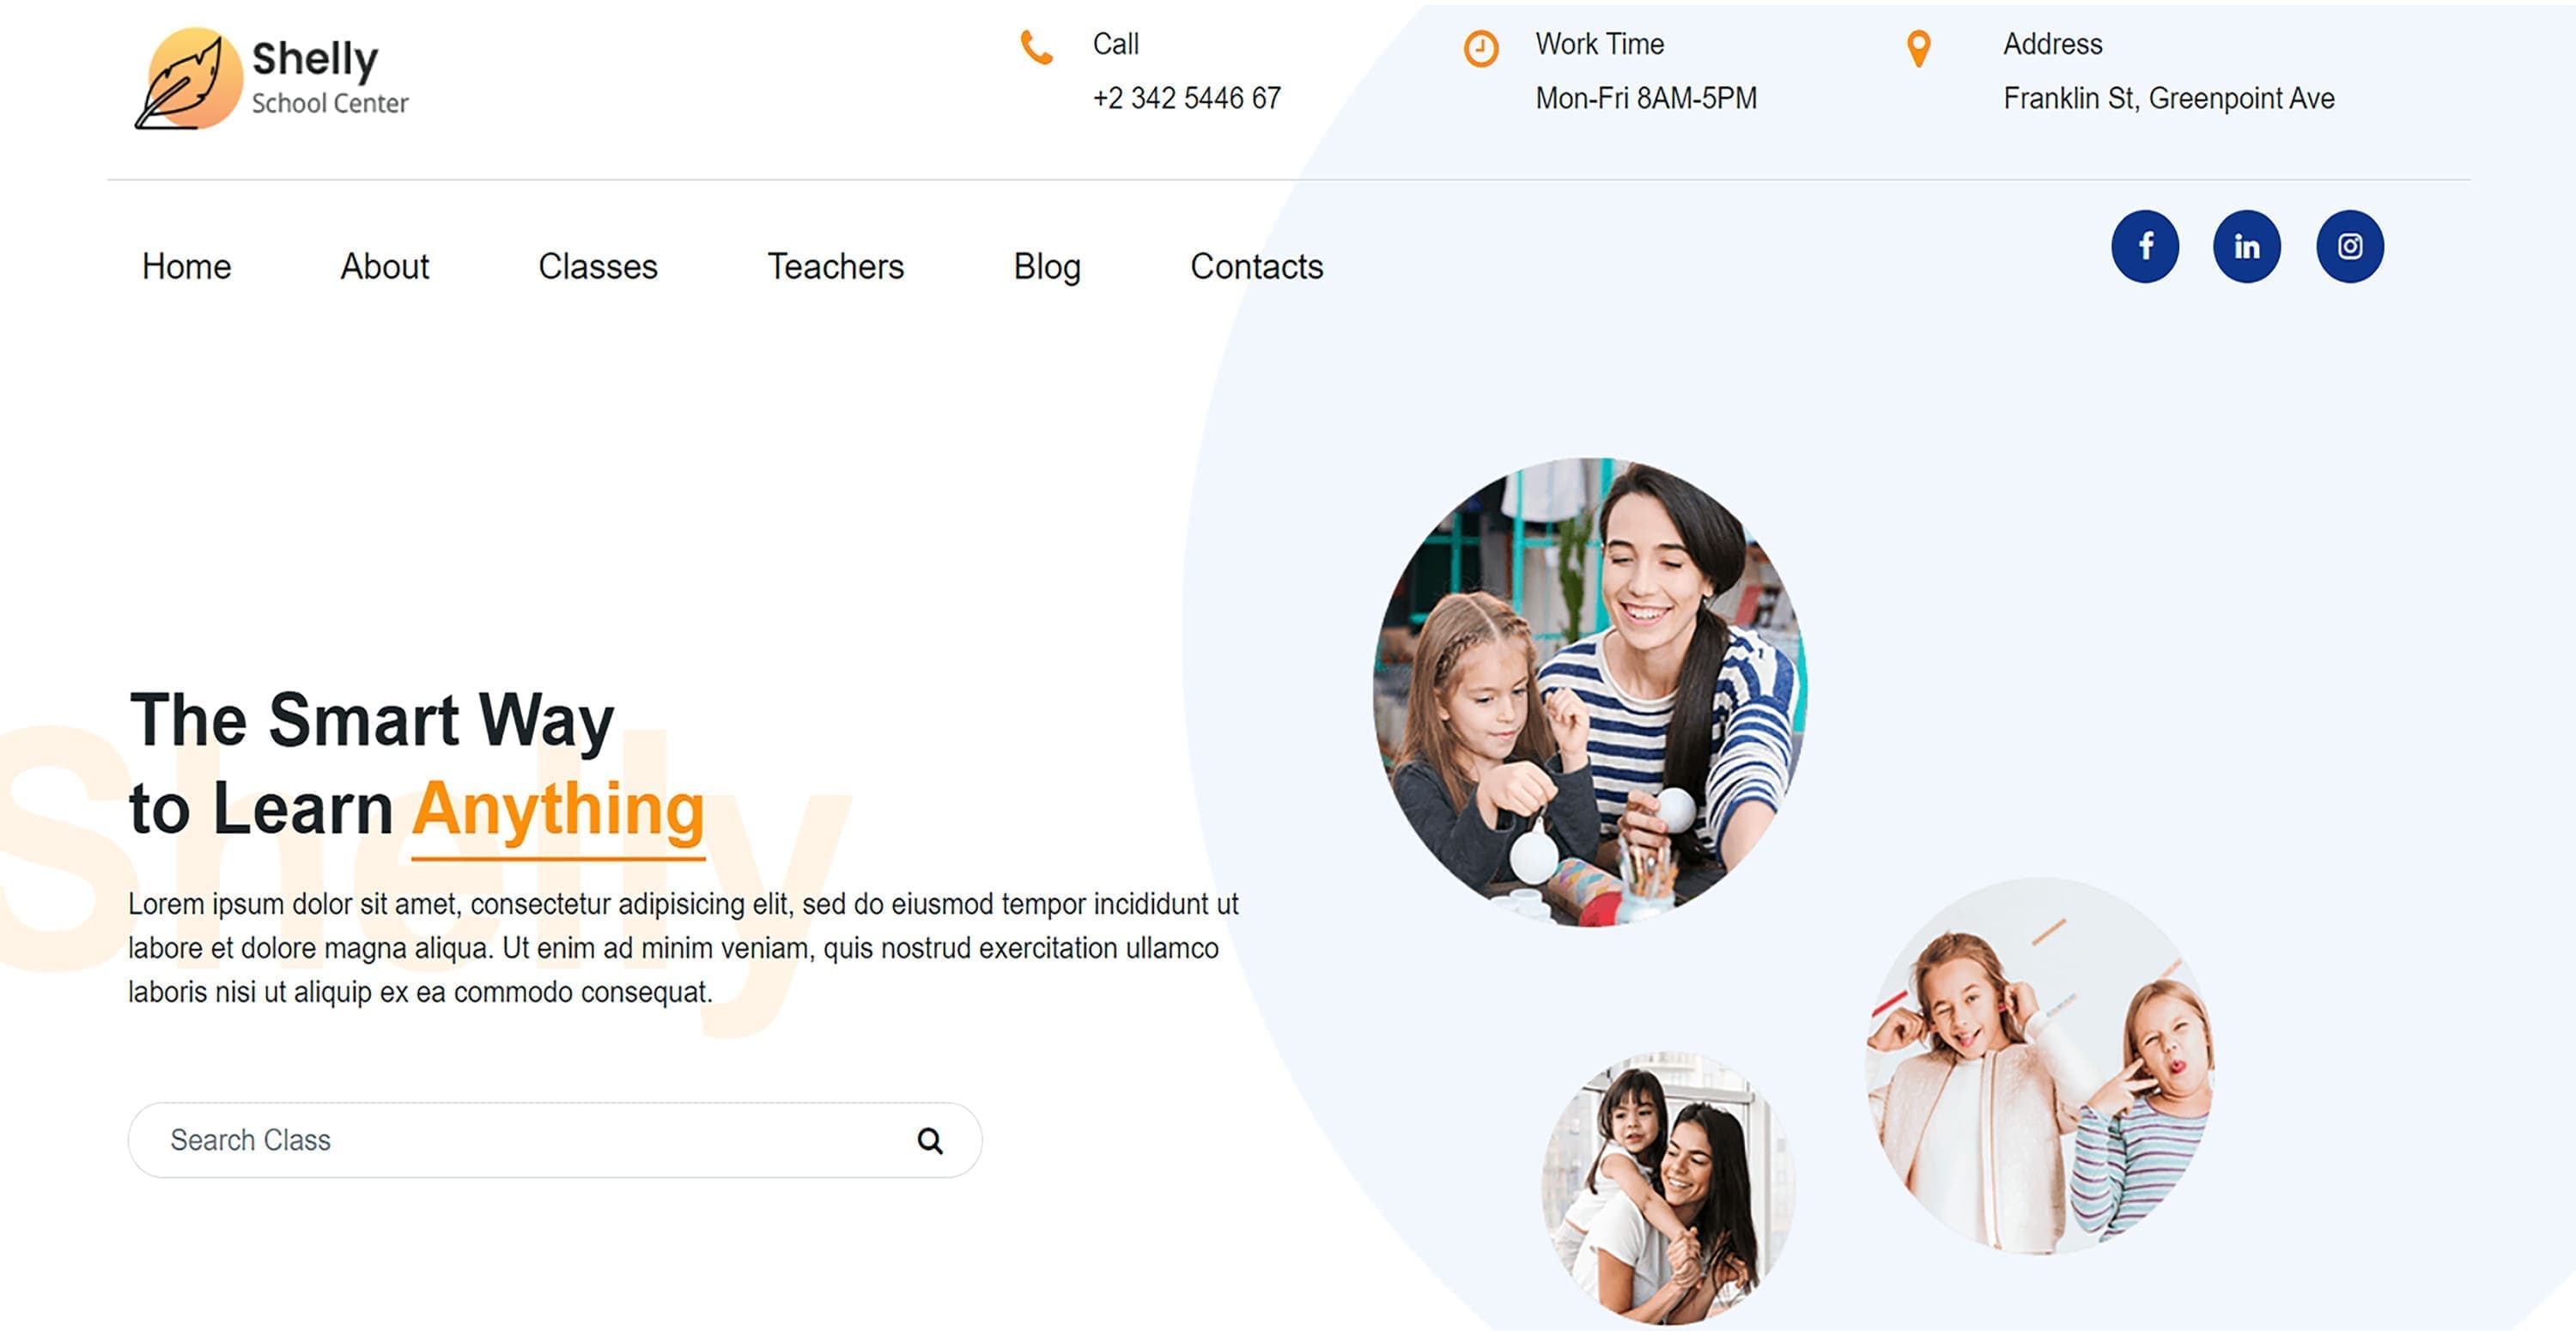 Shelly
School Center
Call
+2 342 5446 67
Work Time
Mon-Fri 8AM-5PM
Address
Franklin St, Greenpoint Ave
Home
About
Classes
Teachers
Blog
Contacts
f
in
Shelly
The Smart Way
to Learn Anything
Lorem ipsum dolor sit amet, consectetur adipisicing elit, sed do eiusmod tempor incididunt ut
labore et dolore magna aliqua. Ut enim ad minim veniam, quis nostrud exercitation ullamco
laboris nisi ut aliquip ex ea commodo consequat.
Search Class